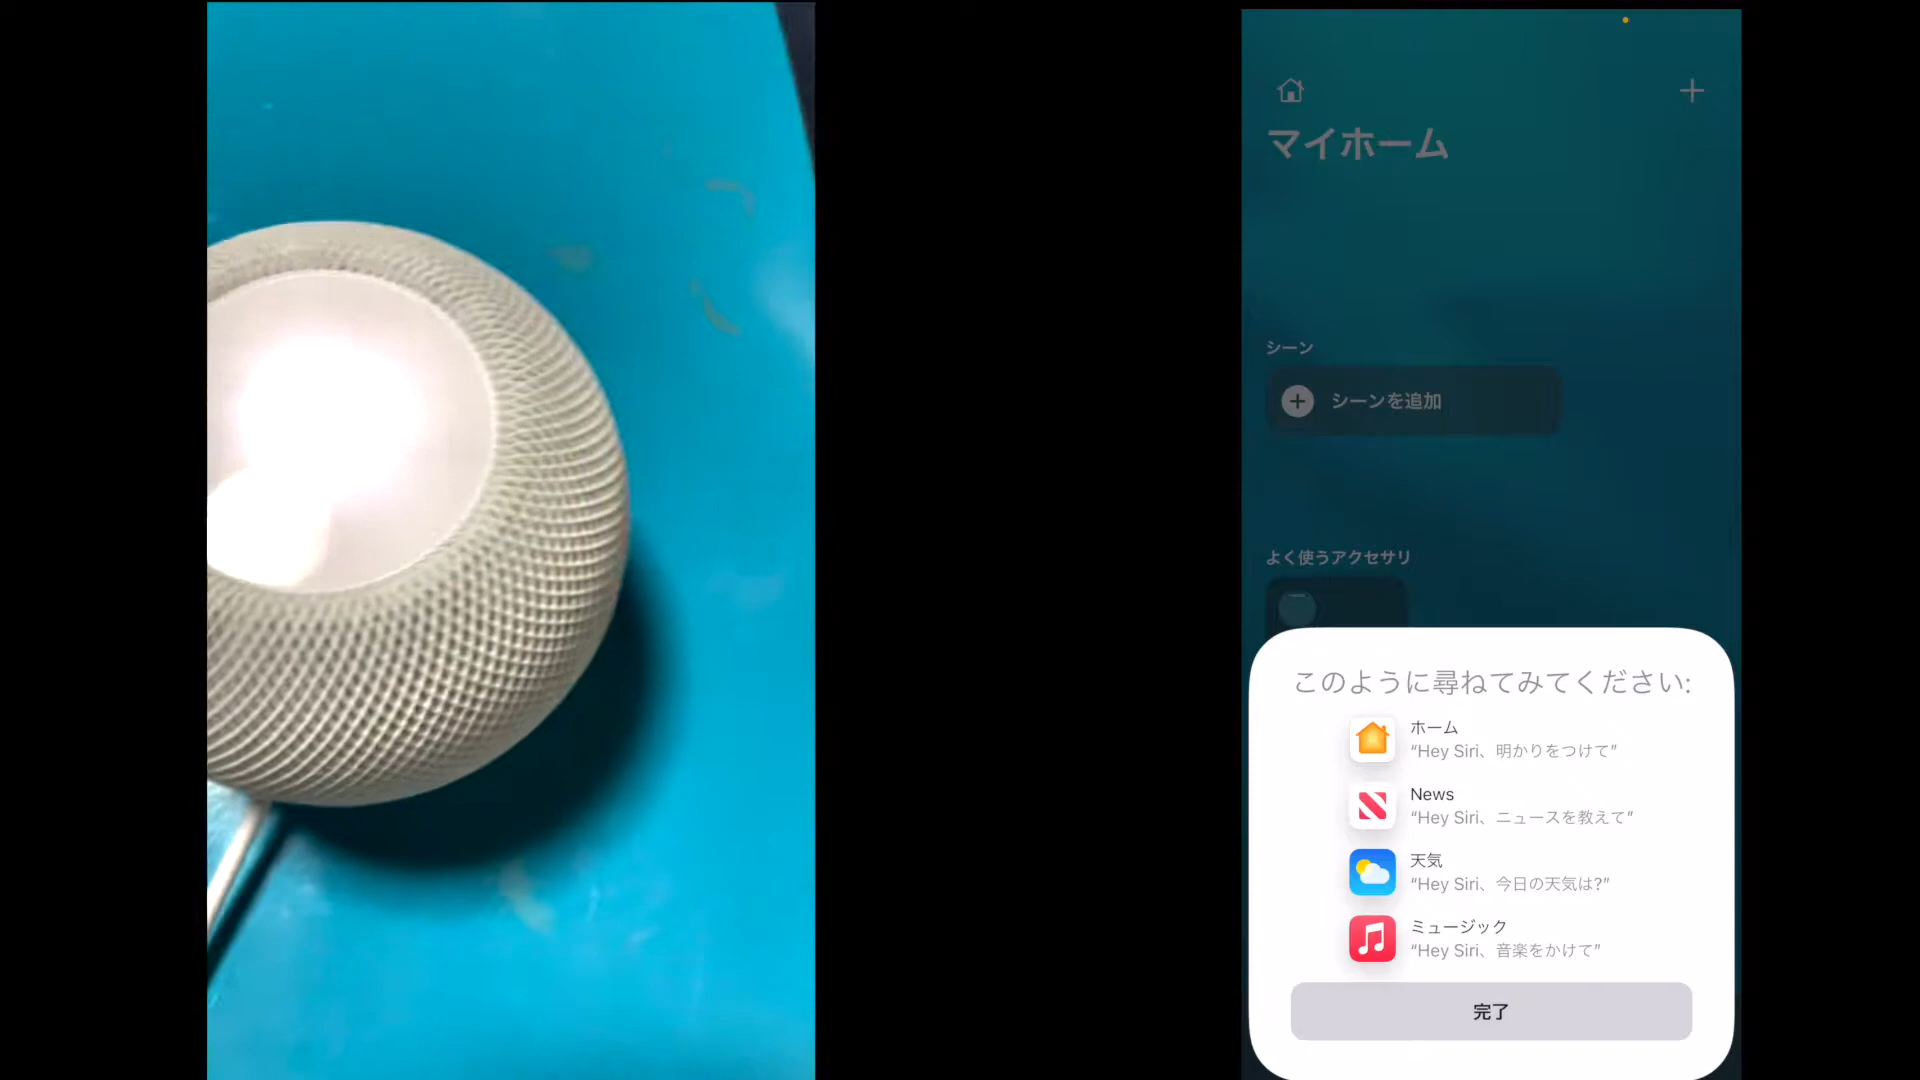 マイホーム
シーン
シーンを追加
よく使うアクセサリ
このように尋ねてみてください:
ホーム
“Hey Siri、明かりをつけて”
News
“Hey Siri、ニュースを教えて”
天気
“Hey Siri、今日の天気は?”
ミュージック
“Hey Siri、音楽をかけて”
完了